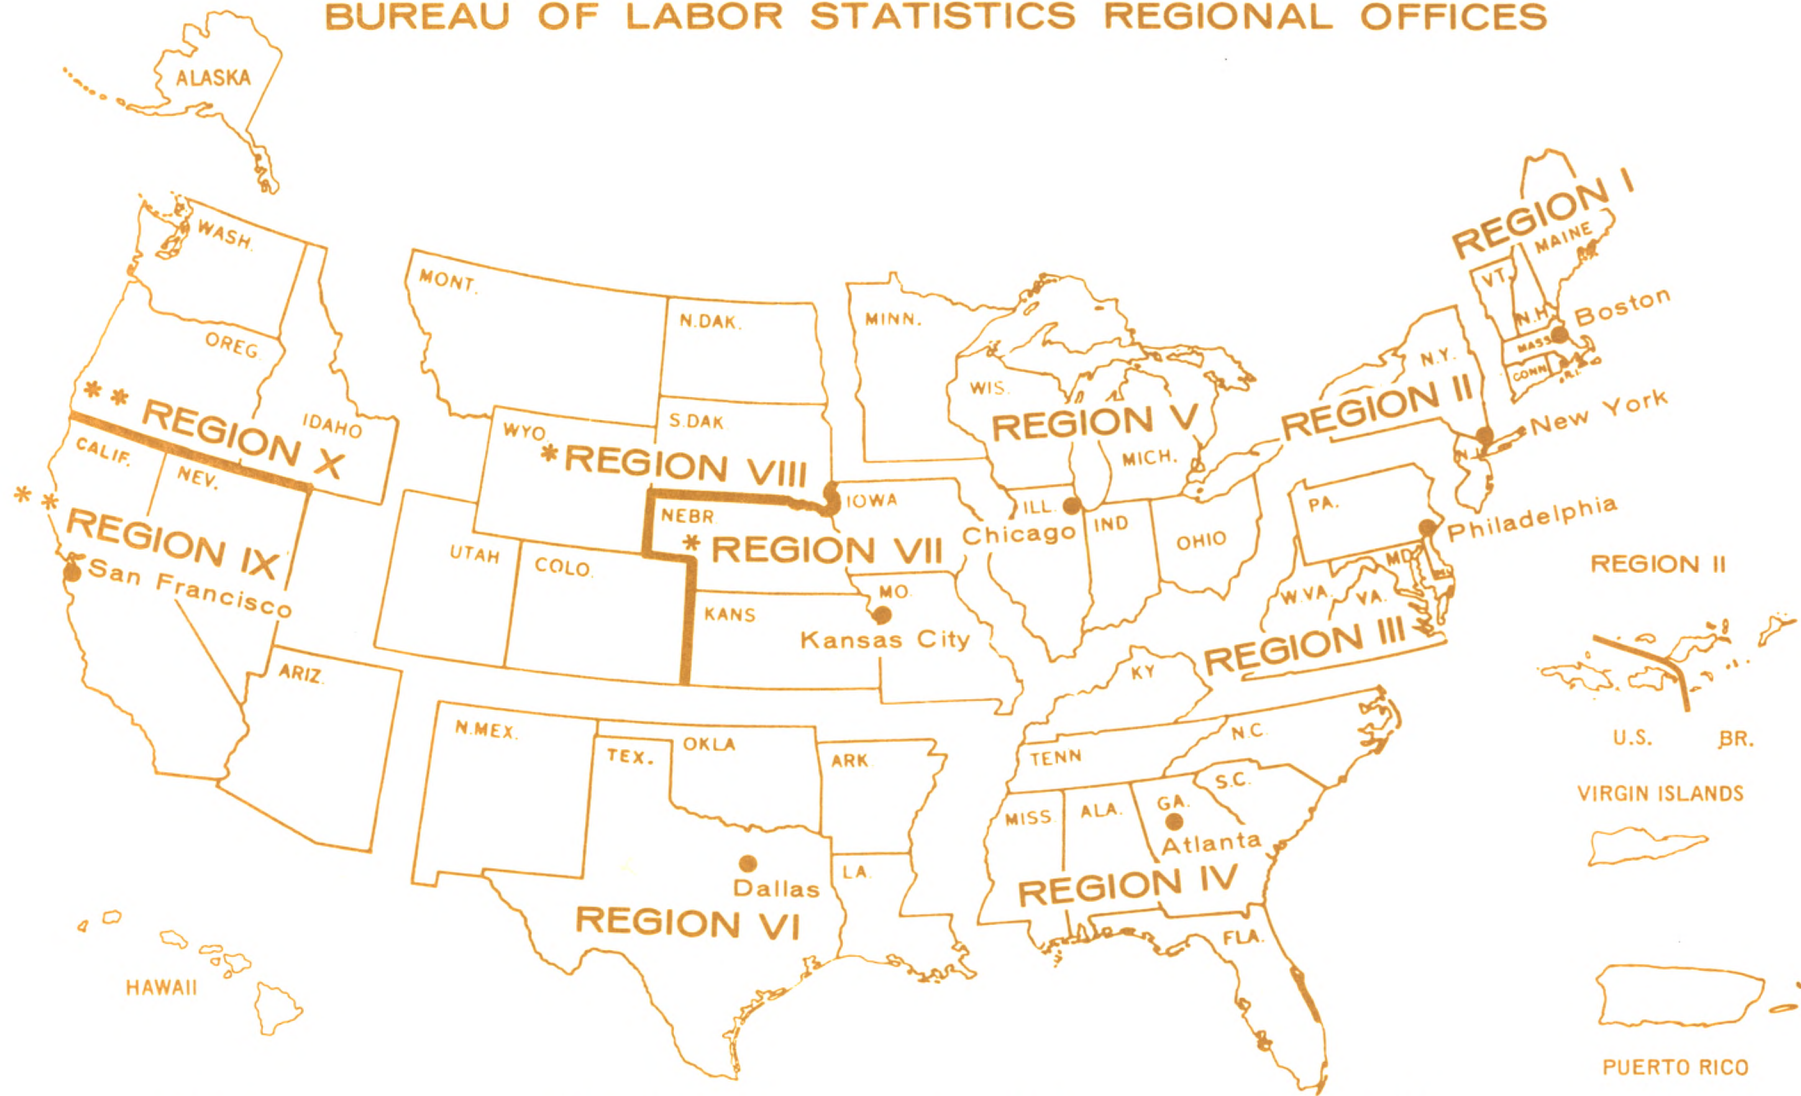 BUREAU OF LABOR STATISTICS REGIONAL OFFICES
ALASKA
WASH.
OREG
IDAHO
** REGION X
CALIF.
NEV.
** REGION IX
San Francisco
ARIZ.
HAWAII
MONT.
N.DAK.
S.DAK
WYO.
* REGION VIII
UTAH
COLO.
NEBR
IOWA
* REGION VII
KANS
MO.
Kansas City
N.MEX.
TEX.
OKLA
ARK
LA.
Dallas
REGION VI
MINN.
WIS.
REGION V
MICH.
ILL.
Chicago
IND
OHIO
KY
TENN
N.C.
S.C.
MISS
ALA.
GA.
Atlanta
REGION IV
FLA.
REGION I
MAINE
VT.
N.H.
MASS
CONN
R.I.
Boston
N.Y.
REGION II
New York
N.J.
PA.
Philadelphia
MD
W.VA.
VA.
REGION III
REGION II
U.S.
BR.
VIRGIN ISLANDS
PUERTO RICO